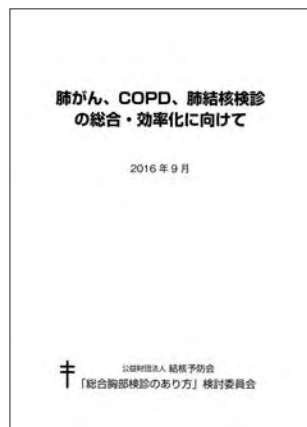 肺がん、COPD、肺結核検診
の総合・効率化に向けて
2016年9月
公益財団法人 結核予防会
「総合胸部検診のあり方」検討委員会